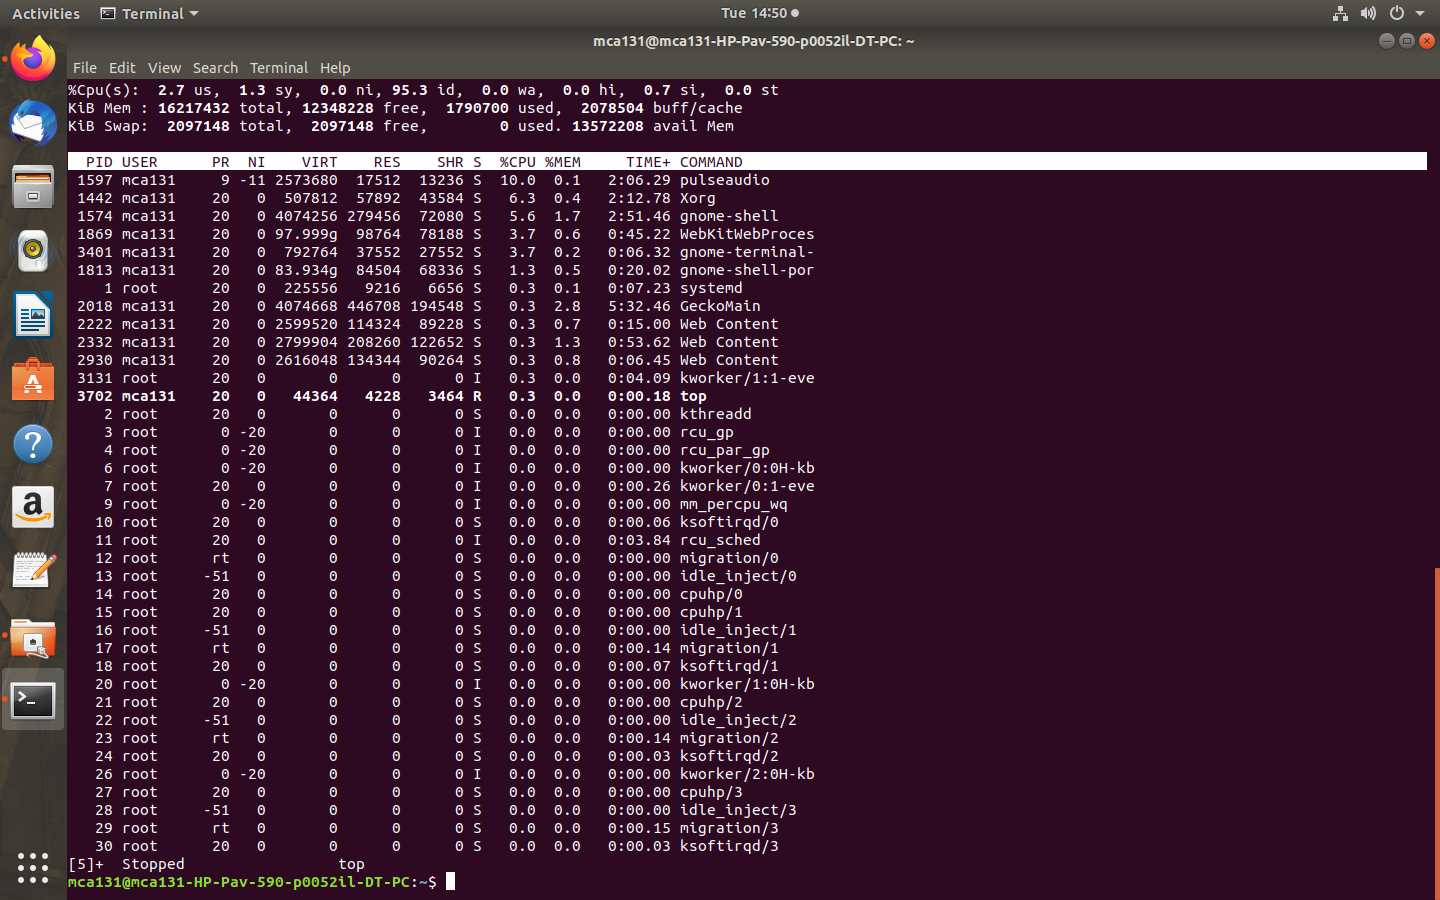 Activities Terminal Tue 14:50
mca131@mca131-HP-Pav-590-p0052il-DT-PC: ~
File Edit View Search Terminal Help
%Cpu(s):  2.7 us,  1.3 sy,  0.0 ni, 95.3 id,  0.0 wa,  0.0 hi,  0.7 si,  0.0 st
KiB Mem : 16217432 total, 12348228 free,  1790700 used,  2078504 buff/cache
KiB Swap:  2097148 total,  2097148 free,        0 used. 13572208 avail Mem
  PID USER      PR  NI    VIRT    RES    SHR S  %CPU %MEM     TIME+ COMMAND
 1597 mca131     9 -11 2573680  17512  13236 S  10.0  0.1   2:06.29 pulseaudio
 1442 mca131    20   0  507812  57892  43584 S   6.3  0.4   2:12.78 Xorg
 1574 mca131    20   0 4074256 279456  72080 S   5.6  1.7   2:51.46 gnome-shell
 1869 mca131    20   0 97.999g  98764  78188 S   3.7  0.6   0:45.22 WebKitWebProces
 3401 mca131    20   0  792764  37552  27552 S   3.7  0.2   0:06.32 gnome-terminal-
 1813 mca131    20   0 83.934g  84504  68336 S   1.3  0.5   0:20.02 gnome-shell-por
    1 root      20   0  225556   9216   6656 S   0.3  0.1   0:07.23 systemd
 2018 mca131    20   0 4074668 446708 194548 S   0.3  2.8   5:32.46 GeckoMain
 2222 mca131    20   0 2599520 114324  89228 S   0.3  0.7   0:15.00 Web Content
 2332 mca131    20   0 2799904 208260 122652 S   0.3  1.3   0:53.62 Web Content
 2930 mca131    20   0 2616048 134344  90264 S   0.3  0.8   0:06.45 Web Content
 3131 root      20   0       0      0      0 I   0.3  0.0   0:04.09 kworker/1:1-eve
 3702 mca131    20   0   44364   4228   3464 R   0.3  0.0   0:00.18 top
    2 root      20   0       0      0      0 S   0.0  0.0   0:00.00 kthreadd
    3 root       0 -20       0      0      0 I   0.0  0.0   0:00.00 rcu_gp
    4 root       0 -20       0      0      0 I   0.0  0.0   0:00.00 rcu_par_gp
    6 root       0 -20       0      0      0 I   0.0  0.0   0:00.00 kworker/0:0H-kb
    7 root      20   0       0      0      0 I   0.0  0.0   0:00.26 kworker/0:1-eve
    9 root       0 -20       0      0      0 I   0.0  0.0   0:00.00 mm_percpu_wq
   10 root      20   0       0      0      0 S   0.0  0.0   0:00.06 ksoftirqd/0
   11 root      20   0       0      0      0 I   0.0  0.0   0:03.84 rcu_sched
   12 root      rt   0       0      0      0 S   0.0  0.0   0:00.00 migration/0
   13 root     -51   0       0      0      0 S   0.0  0.0   0:00.00 idle_inject/0
   14 root      20   0       0      0      0 S   0.0  0.0   0:00.00 cpuhp/0
   15 root      20   0       0      0      0 S   0.0  0.0   0:00.00 cpuhp/1
   16 root     -51   0       0      0      0 S   0.0  0.0   0:00.00 idle_inject/1
   17 root      rt   0       0      0      0 S   0.0  0.0   0:00.14 migration/1
   18 root      20   0       0      0      0 S   0.0  0.0   0:00.07 ksoftirqd/1
   20 root       0 -20       0      0      0 I   0.0  0.0   0:00.00 kworker/1:0H-kb
   21 root      20   0       0      0      0 S   0.0  0.0   0:00.00 cpuhp/2
   22 root     -51   0       0      0      0 S   0.0  0.0   0:00.00 idle_inject/2
   23 root      rt   0       0      0      0 S   0.0  0.0   0:00.14 migration/2
   24 root      20   0       0      0      0 S   0.0  0.0   0:00.03 ksoftirqd/2
   26 root       0 -20       0      0      0 I   0.0  0.0   0:00.00 kworker/2:0H-kb
   27 root      20   0       0      0      0 S   0.0  0.0   0:00.00 cpuhp/3
   28 root     -51   0       0      0      0 S   0.0  0.0   0:00.00 idle_inject/3
   29 root      rt   0       0      0      0 S   0.0  0.0   0:00.15 migration/3
   30 root      20   0       0      0      0 S   0.0  0.0   0:00.03 ksoftirqd/3
[5]+  Stopped                 top
mca131@mca131-HP-Pav-590-p0052il-DT-PC:~$